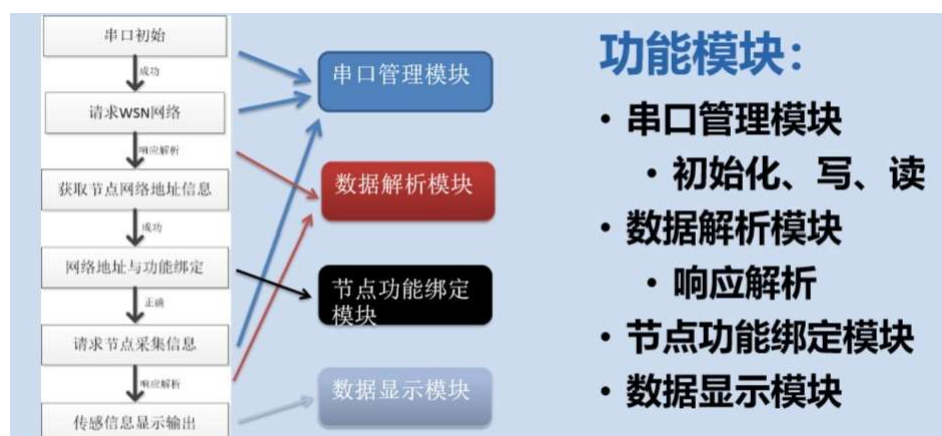 串口初始
成功
请求WSN网络
响应解析
获取节点网络地址信息
成功
网络地址与功能绑定
正确
请求节点采集信息
响应解析
传感信息显示输出
串口管理模块
数据解析模块
节点功能绑定
模块
数据显示模块
功能模块：
• 串口管理模块
• 初始化、写、读
• 数据解析模块
• 响应解析
• 节点功能绑定模块
• 数据显示模块